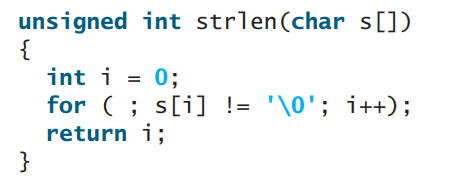 unsigned int strlen(char s[])
{
  int i = 0;
  for ( ; s[i] != '\0'; i++);
  return i;
}